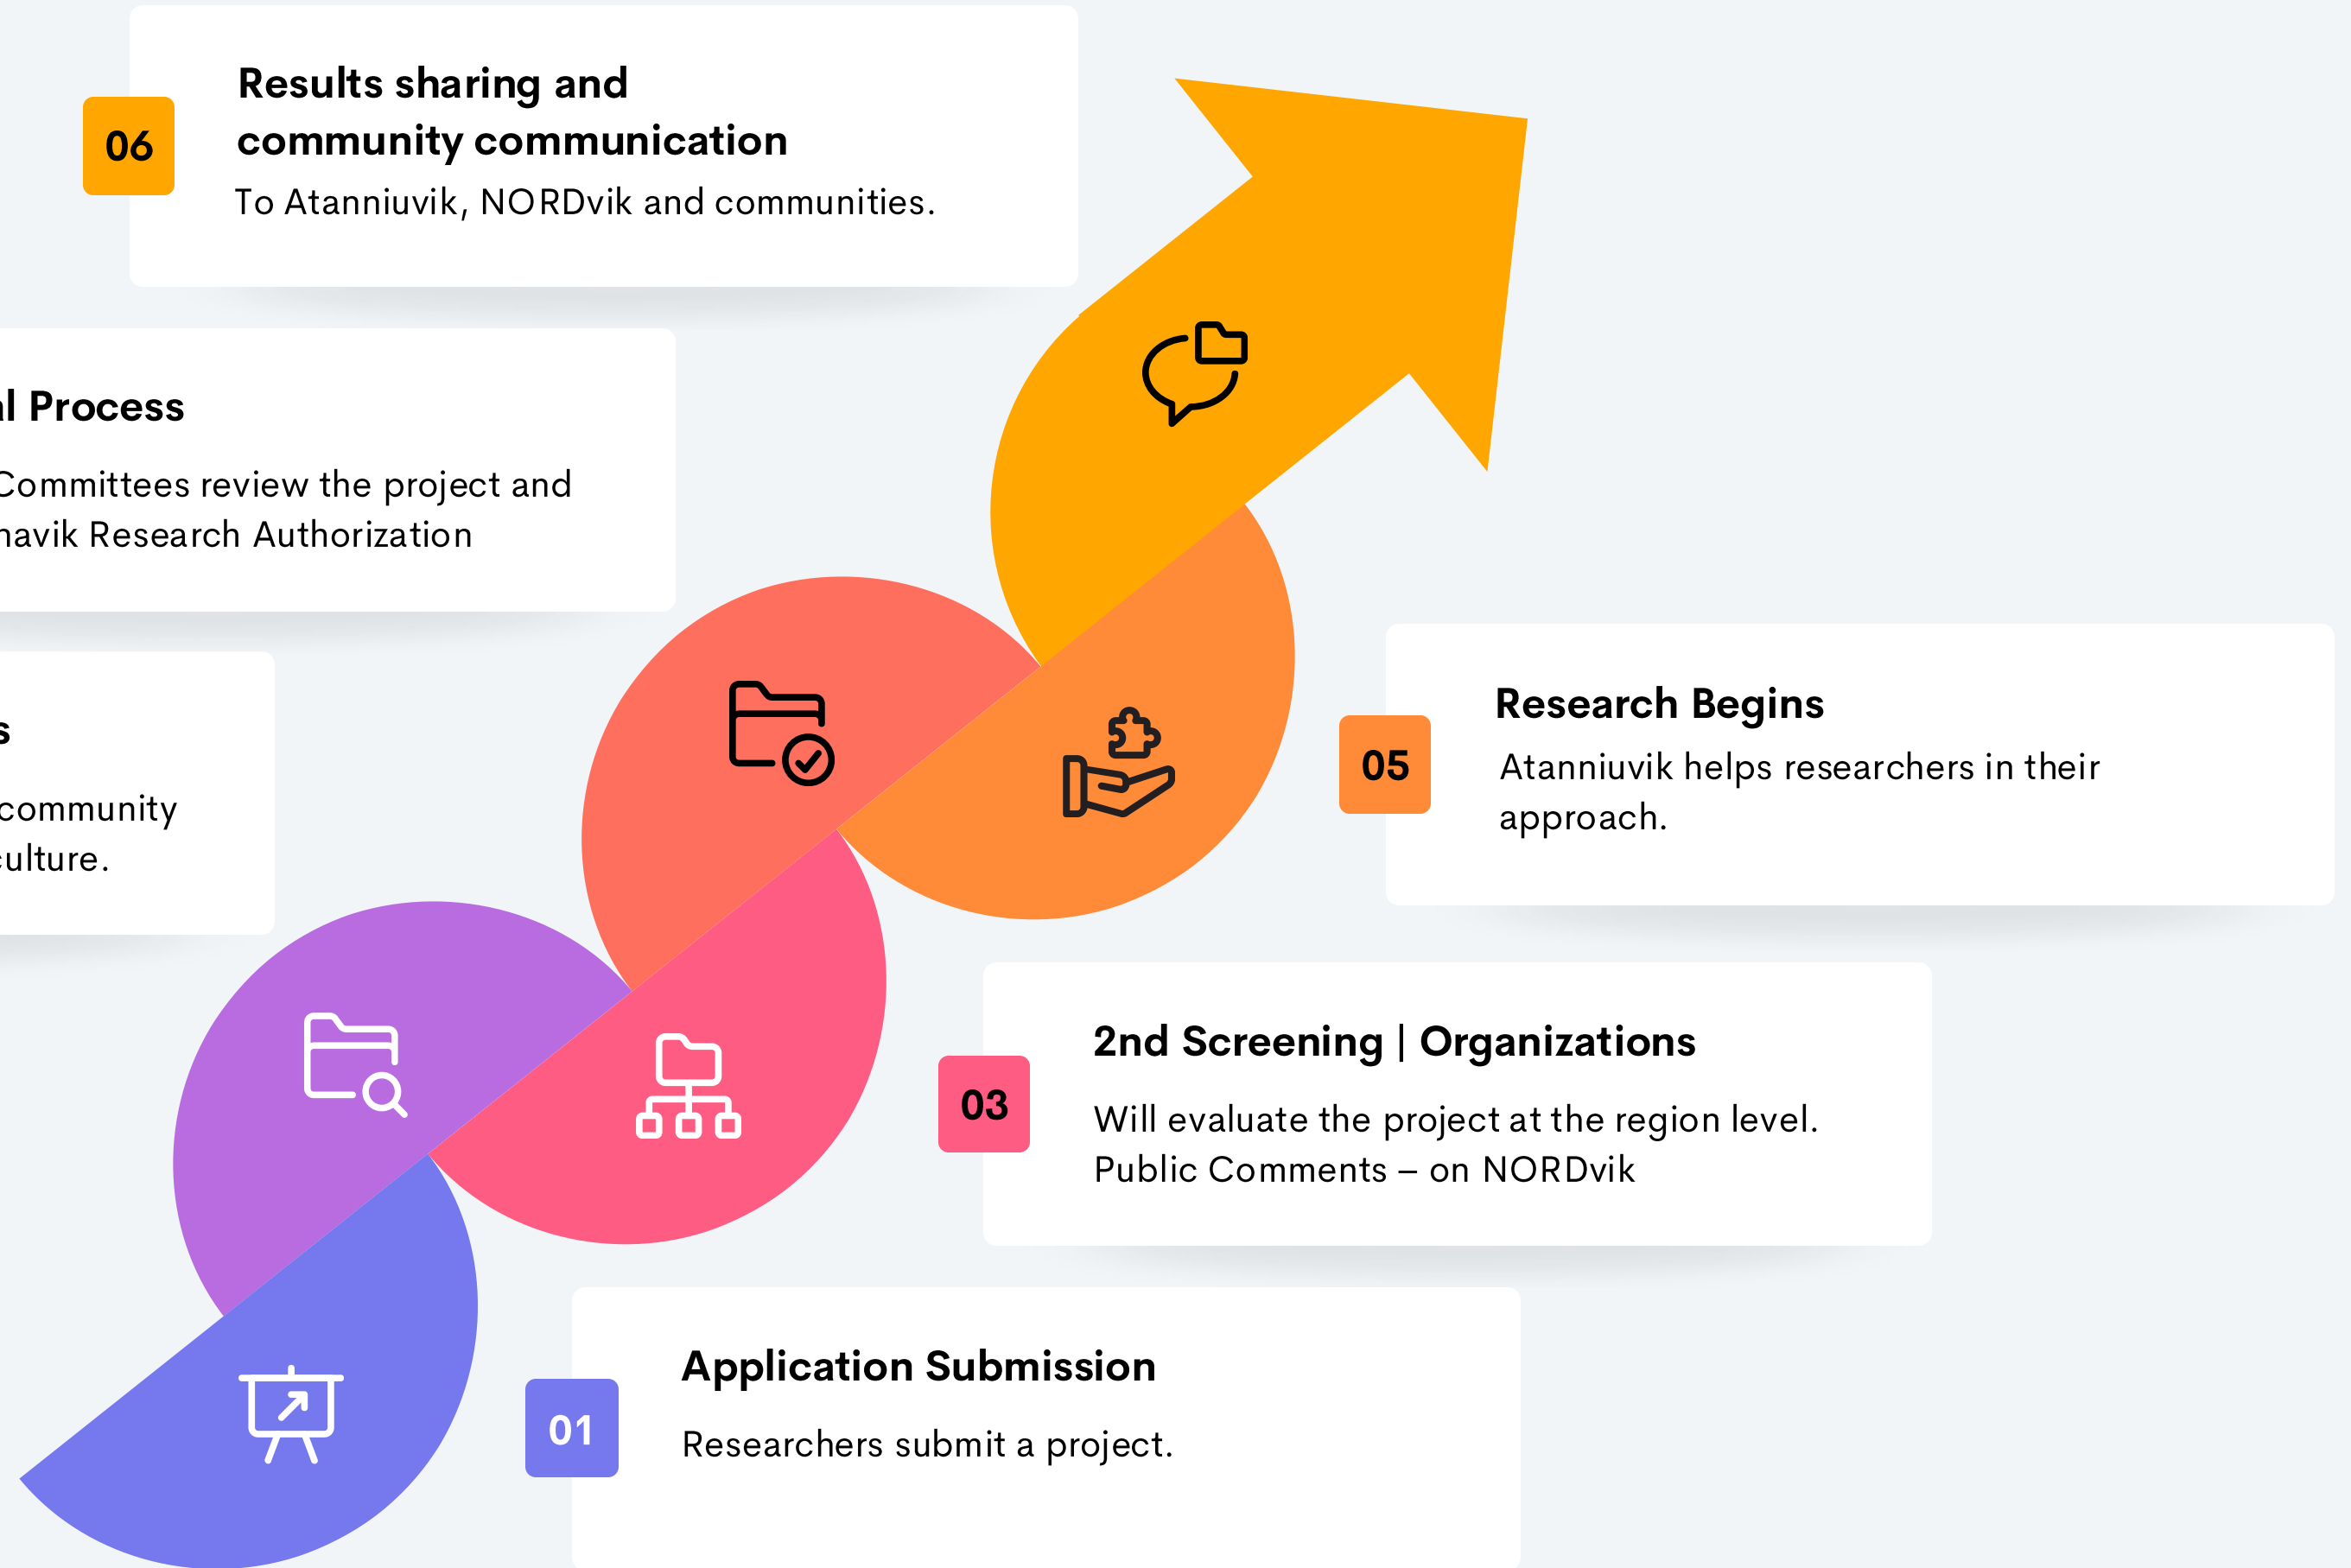 06
Results sharing and
community communication
To Atanniuvik, NORDvik and communities.
Process
Committees review the project and
Research Authorization
community
05
Research Begins
Atanniuvik helps researchers in their
approach.
03
2nd Screening | Organizations
Will evaluate the project at the region level.
Public Comments – on NORDvik
01
Application Submission
Researchers submit a project.